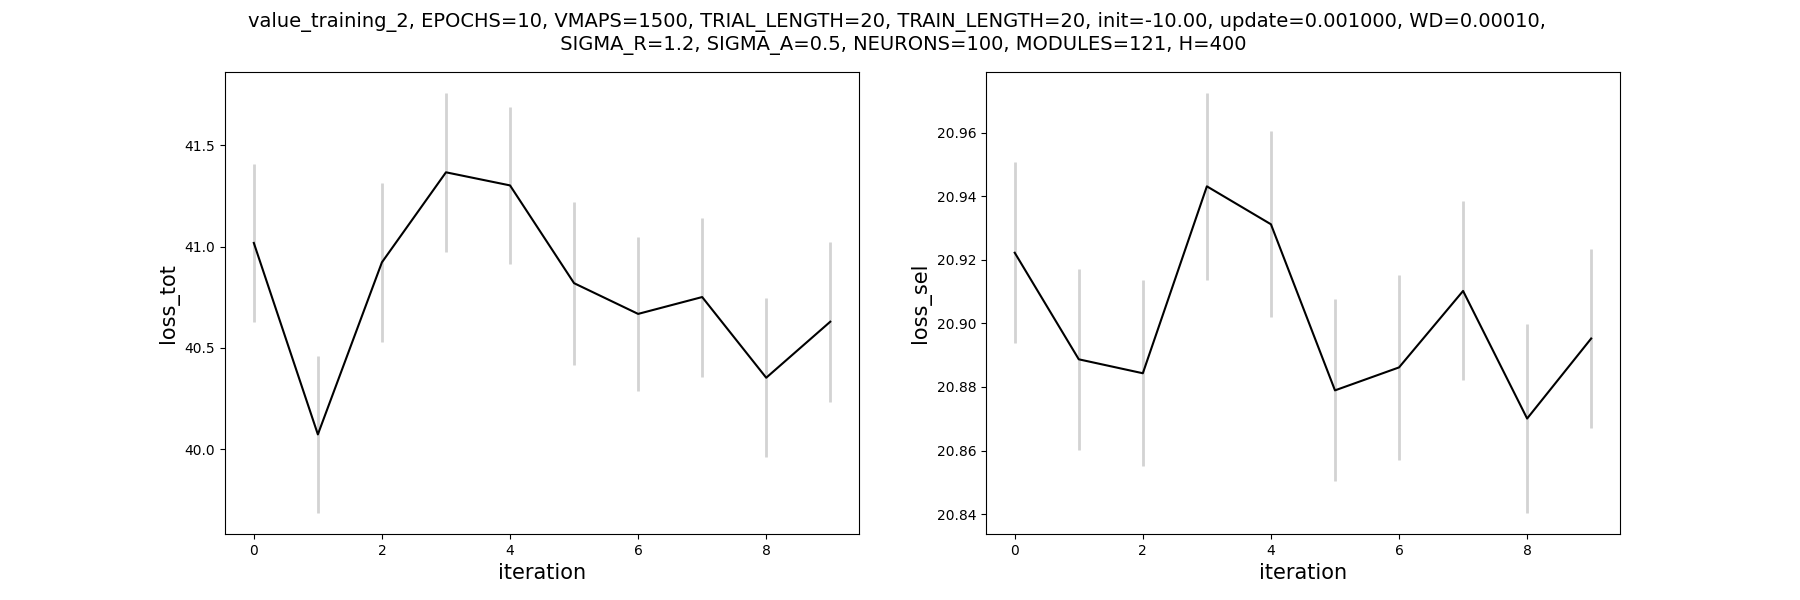 value_training_2, EPOCHS=10, VMAPS=1500, TRIAL_LENGTH=20, TRAIN_LENGTH=20, init=-10.00, update=0.001000, WD=0.00010,
SIGMA_R=1.2, SIGMA_A=0.5, NEURONS=100, MODULES=121, H=400
loss_tot
41.5
41.0
40.5
40.0
0 2 4 6 8
iteration
loss_sel
20.96
20.94
20.92
20.90
20.88
20.86
20.84
0 2 4 6 8
iteration